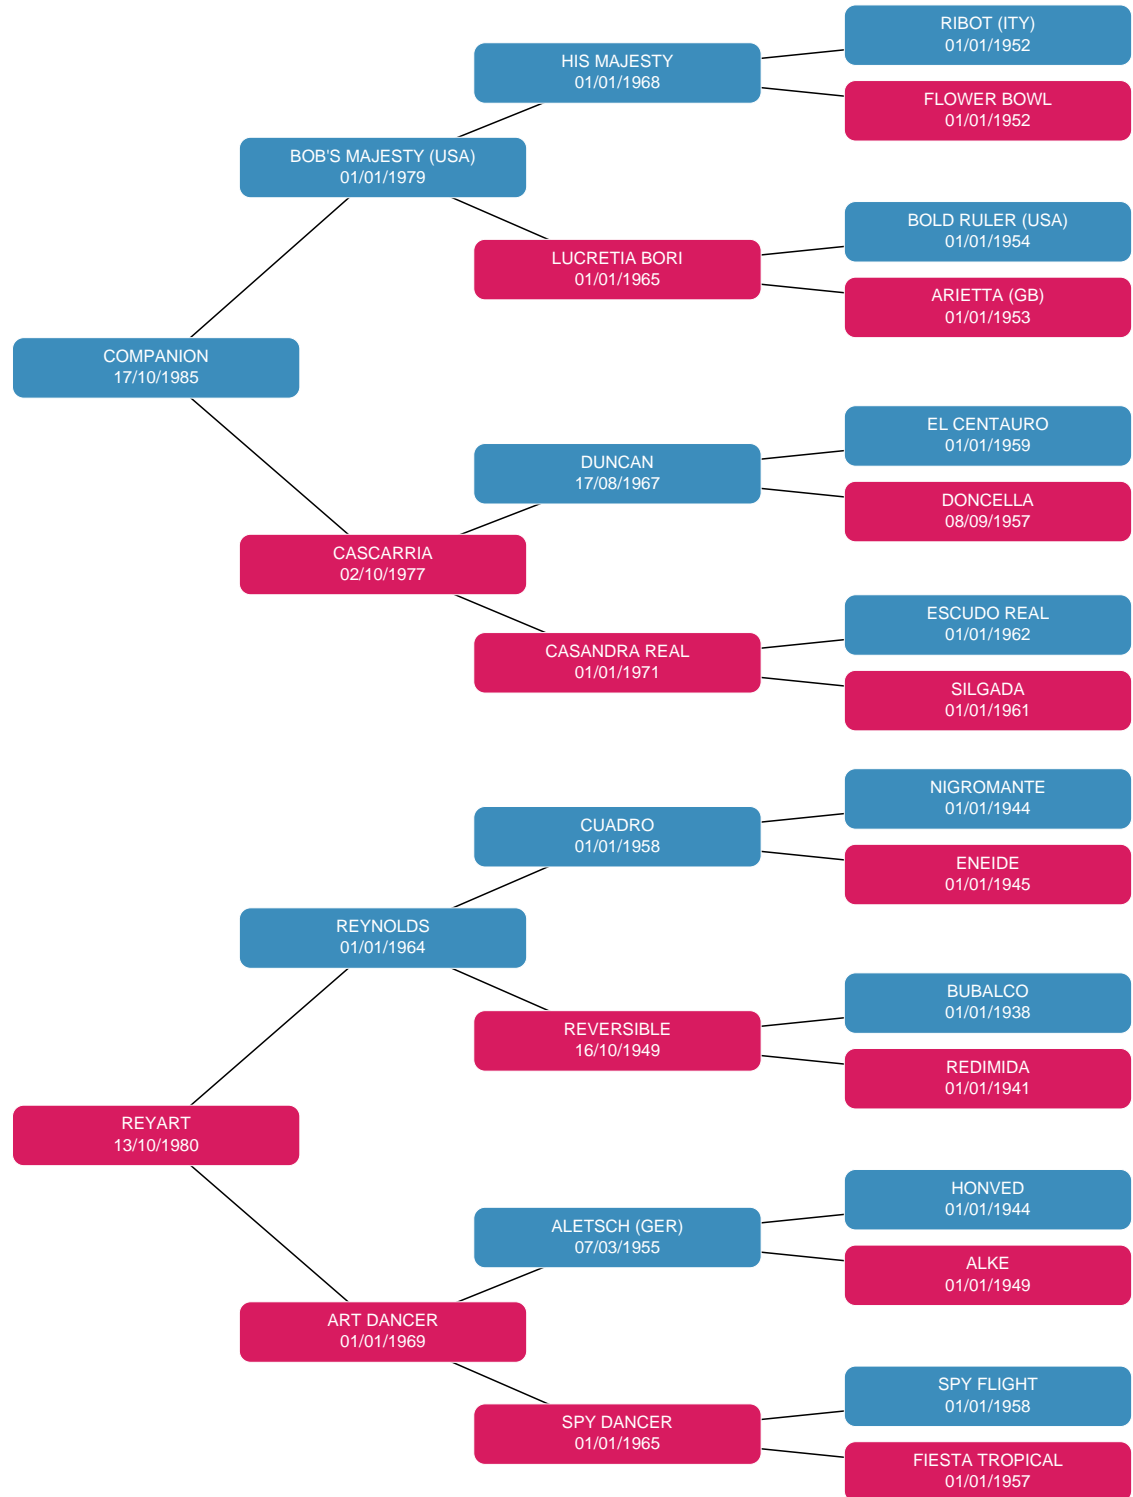 RIBOT (ITY)
01/01/1952
HIS MAJESTY
01/01/1968
FLOWER BOWL
01/01/1952
BOB'S MAJESTY (USA)
01/01/1979
BOLD RULER (USA)
01/01/1954
LUCRETIA BORI
01/01/1965
ARIETTA (GB)
01/01/1953
COMPANION
17/10/1985
EL CENTAURO
01/01/1959
DUNCAN
17/08/1967
DONCELLA
08/09/1957
CASCARRIA
02/10/1977
ESCUDO REAL
01/01/1962
CASANDRA REAL
01/01/1971
SILGADA
01/01/1961
NIGROMANTE
01/01/1944
CUADRO
01/01/1958
ENEIDE
01/01/1945
REYNOLDS
01/01/1964
BUBALCO
01/01/1938
REVERSIBLE
16/10/1949
REDIMIDA
01/01/1941
REYART
13/10/1980
HONVED
01/01/1944
ALETSCH (GER)
07/03/1955
ALKE
01/01/1949
ART DANCER
01/01/1969
SPY FLIGHT
01/01/1958
SPY DANCER
01/01/1965
FIESTA TROPICAL
01/01/1957